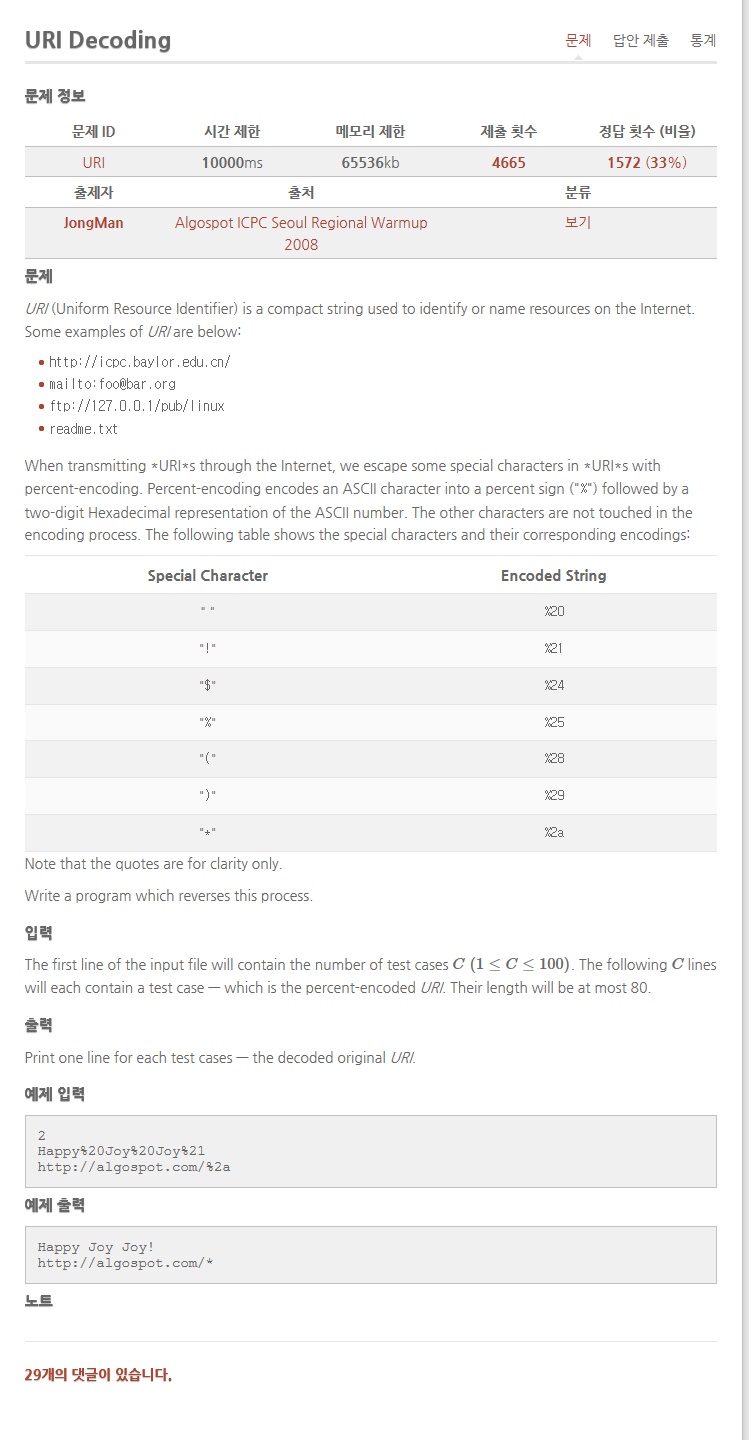 URI Decoding
문제 답안 제출 통계
문제 정보
문제 ID 시간 제한 메모리 제한 제출 횟수 정답 횟수 (비율)
URI 10000ms 65536kb 4665 1572 (33%)
출제자 출처 분류
JongMan Algospot ICPC Seoul Regional Warmup 보기
2008
문제
URI (Uniform Resource Identifier) is a compact string used to identify or name resources on the Internet.
Some examples of URI are below:
http://icpc.baylor.edu.cn/
mailto:foo@bar.org
ftp://127.0.0.1/pub/linux
readme.txt
When transmitting *URI*s through the Internet, we escape some special characters in *URI*s with
percent-encoding. Percent-encoding encodes an ASCII character into a percent sign ("%") followed by a
two-digit Hexadecimal representation of the ASCII number. The other characters are not touched in the
encoding process. The following table shows the special characters and their corresponding encodings:
Special Character Encoded String
" " %20
"!" %21
"$" %24
"%" %25
"(" %28
")" %29
"*" %2a
Note that the quotes are for clarity only.
Write a program which reverses this process.
입력
The first line of the input file will contain the number of test cases C (1 ≤ C ≤ 100). The following C lines
will each contain a test case — which is the percent-encoded URI. Their length will be at most 80.
출력
Print one line for each test cases — the decoded original URI.
예제 입력
2
Happy%20Joy%20Joy%21
http://algospot.com/%2a
예제 출력
Happy Joy Joy!
http://algospot.com/*
노트
29개의 댓글이 있습니다.